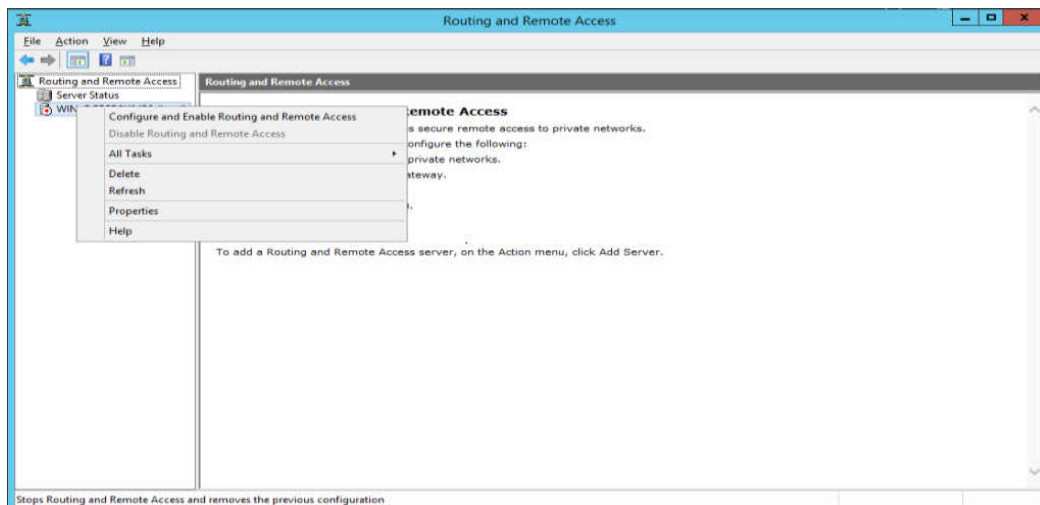 Routing and Remote Access
File Action View Help
Routing and Remote Access
Server Status
WIN
Routing and Remote Access
Configure and Enable Routing and Remote Access
Disable Routing and Remote Access
All Tasks
Delete
Refresh
Properties
Help
emote Access
s secure remote access to private networks.
onfigure the following:
private networks.
ateway.
To add a Routing and Remote Access server, on the Action menu, click Add Server.
Stops Routing and Remote Access and removes the previous configuration